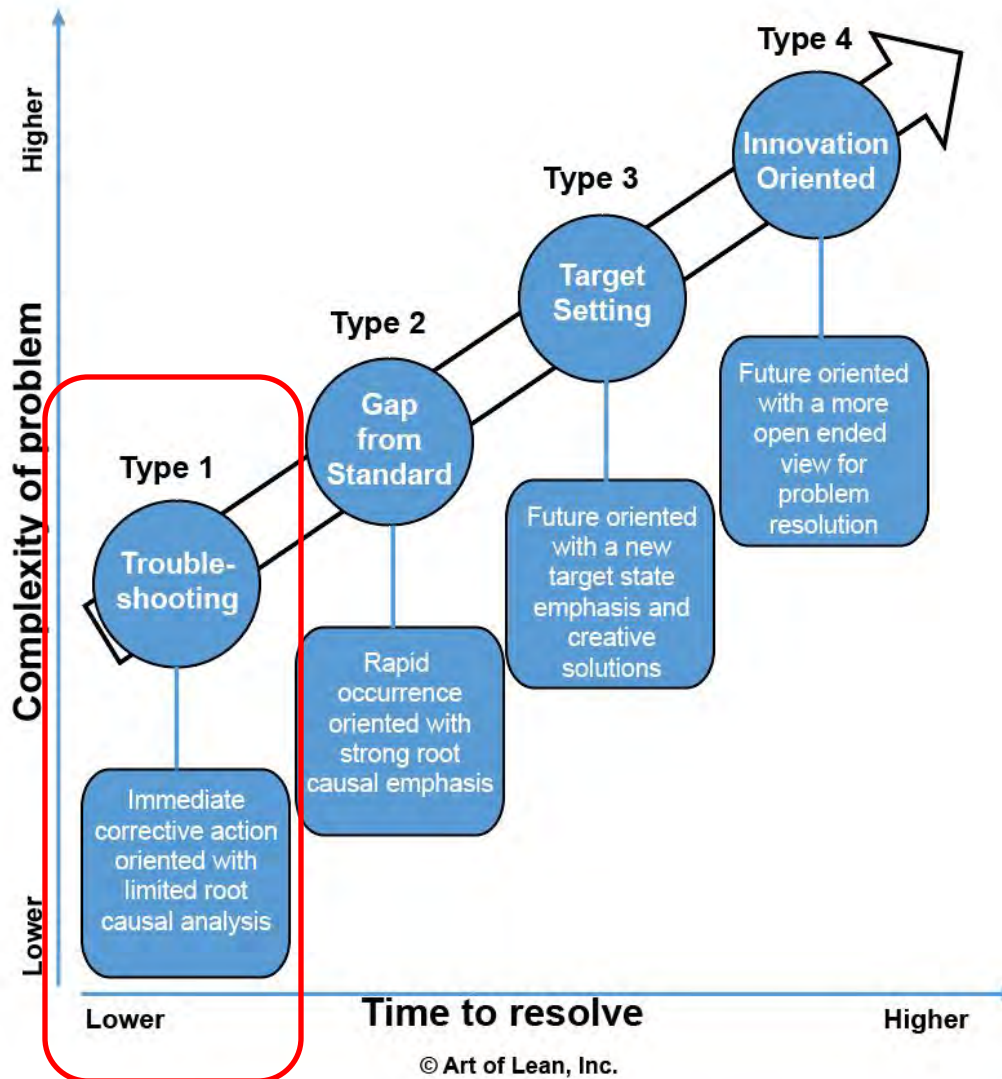 Complexity of problem
Higher
Lower
Type 4
Innovation
Oriented
Future oriented
with a more
open ended
view for
problem
resolution
Type 3
Target
Setting
Future oriented
with a new
target state
emphasis and
creative
solutions
Type 2
Gap
from
Standard
Rapid
occurrence
oriented with
strong root
causal emphasis
Type 1
Trouble-
shooting
Immediate
corrective action
oriented with
limited root
causal analysis
Lower
Time to resolve
Higher
© Art of Lean, Inc.